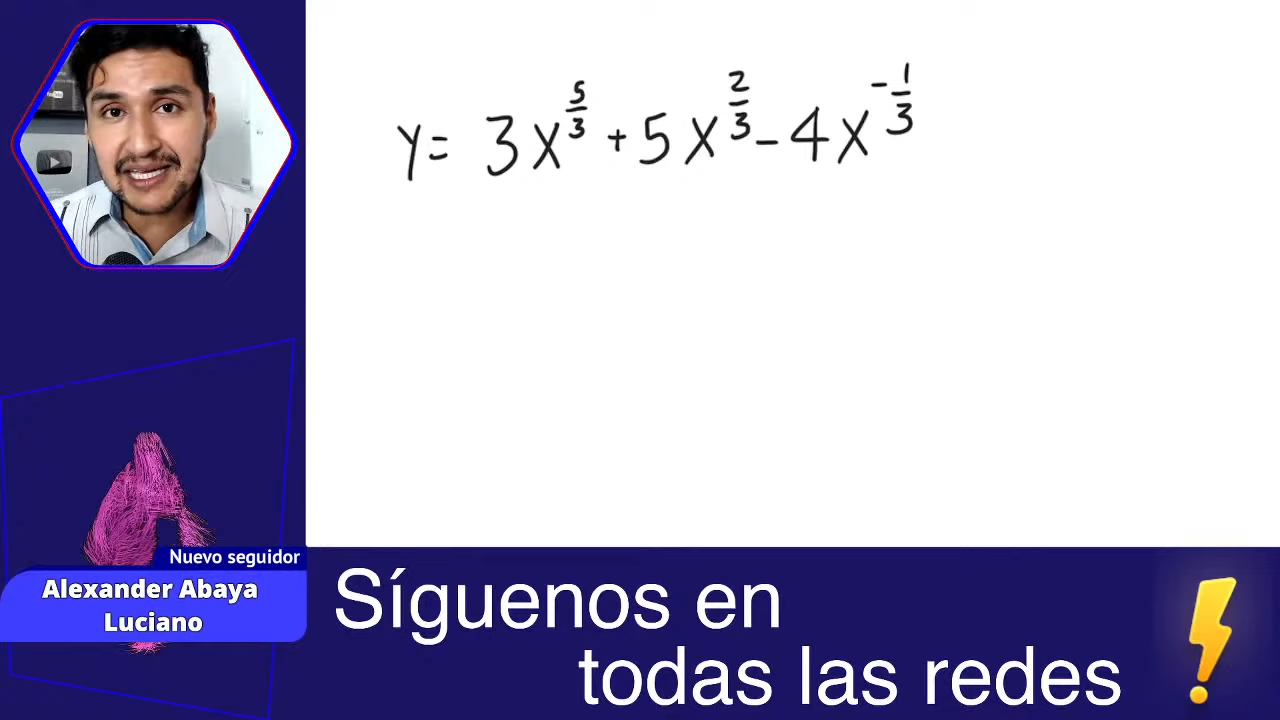 y = 3x^{5/3} + 5x^{2/3} - 4x^{-1/3}
Nuevo seguidor
Alexander Abaya
Luciano
Síguenos en
todas las redes